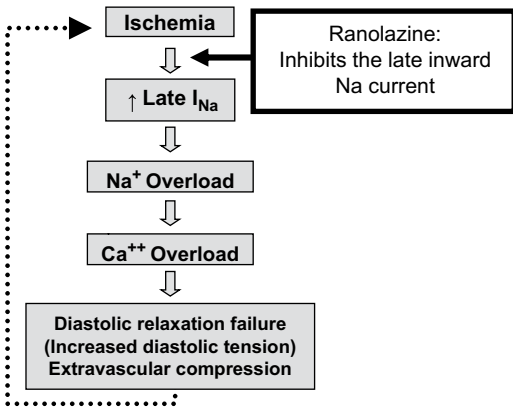 Ischemia
Ranolazine:
Inhibits the late inward
Na current
↑ Late I_Na
Na⁺ Overload
Ca⁺⁺ Overload
Diastolic relaxation failure
(Increased diastolic tension)
Extravascular compression